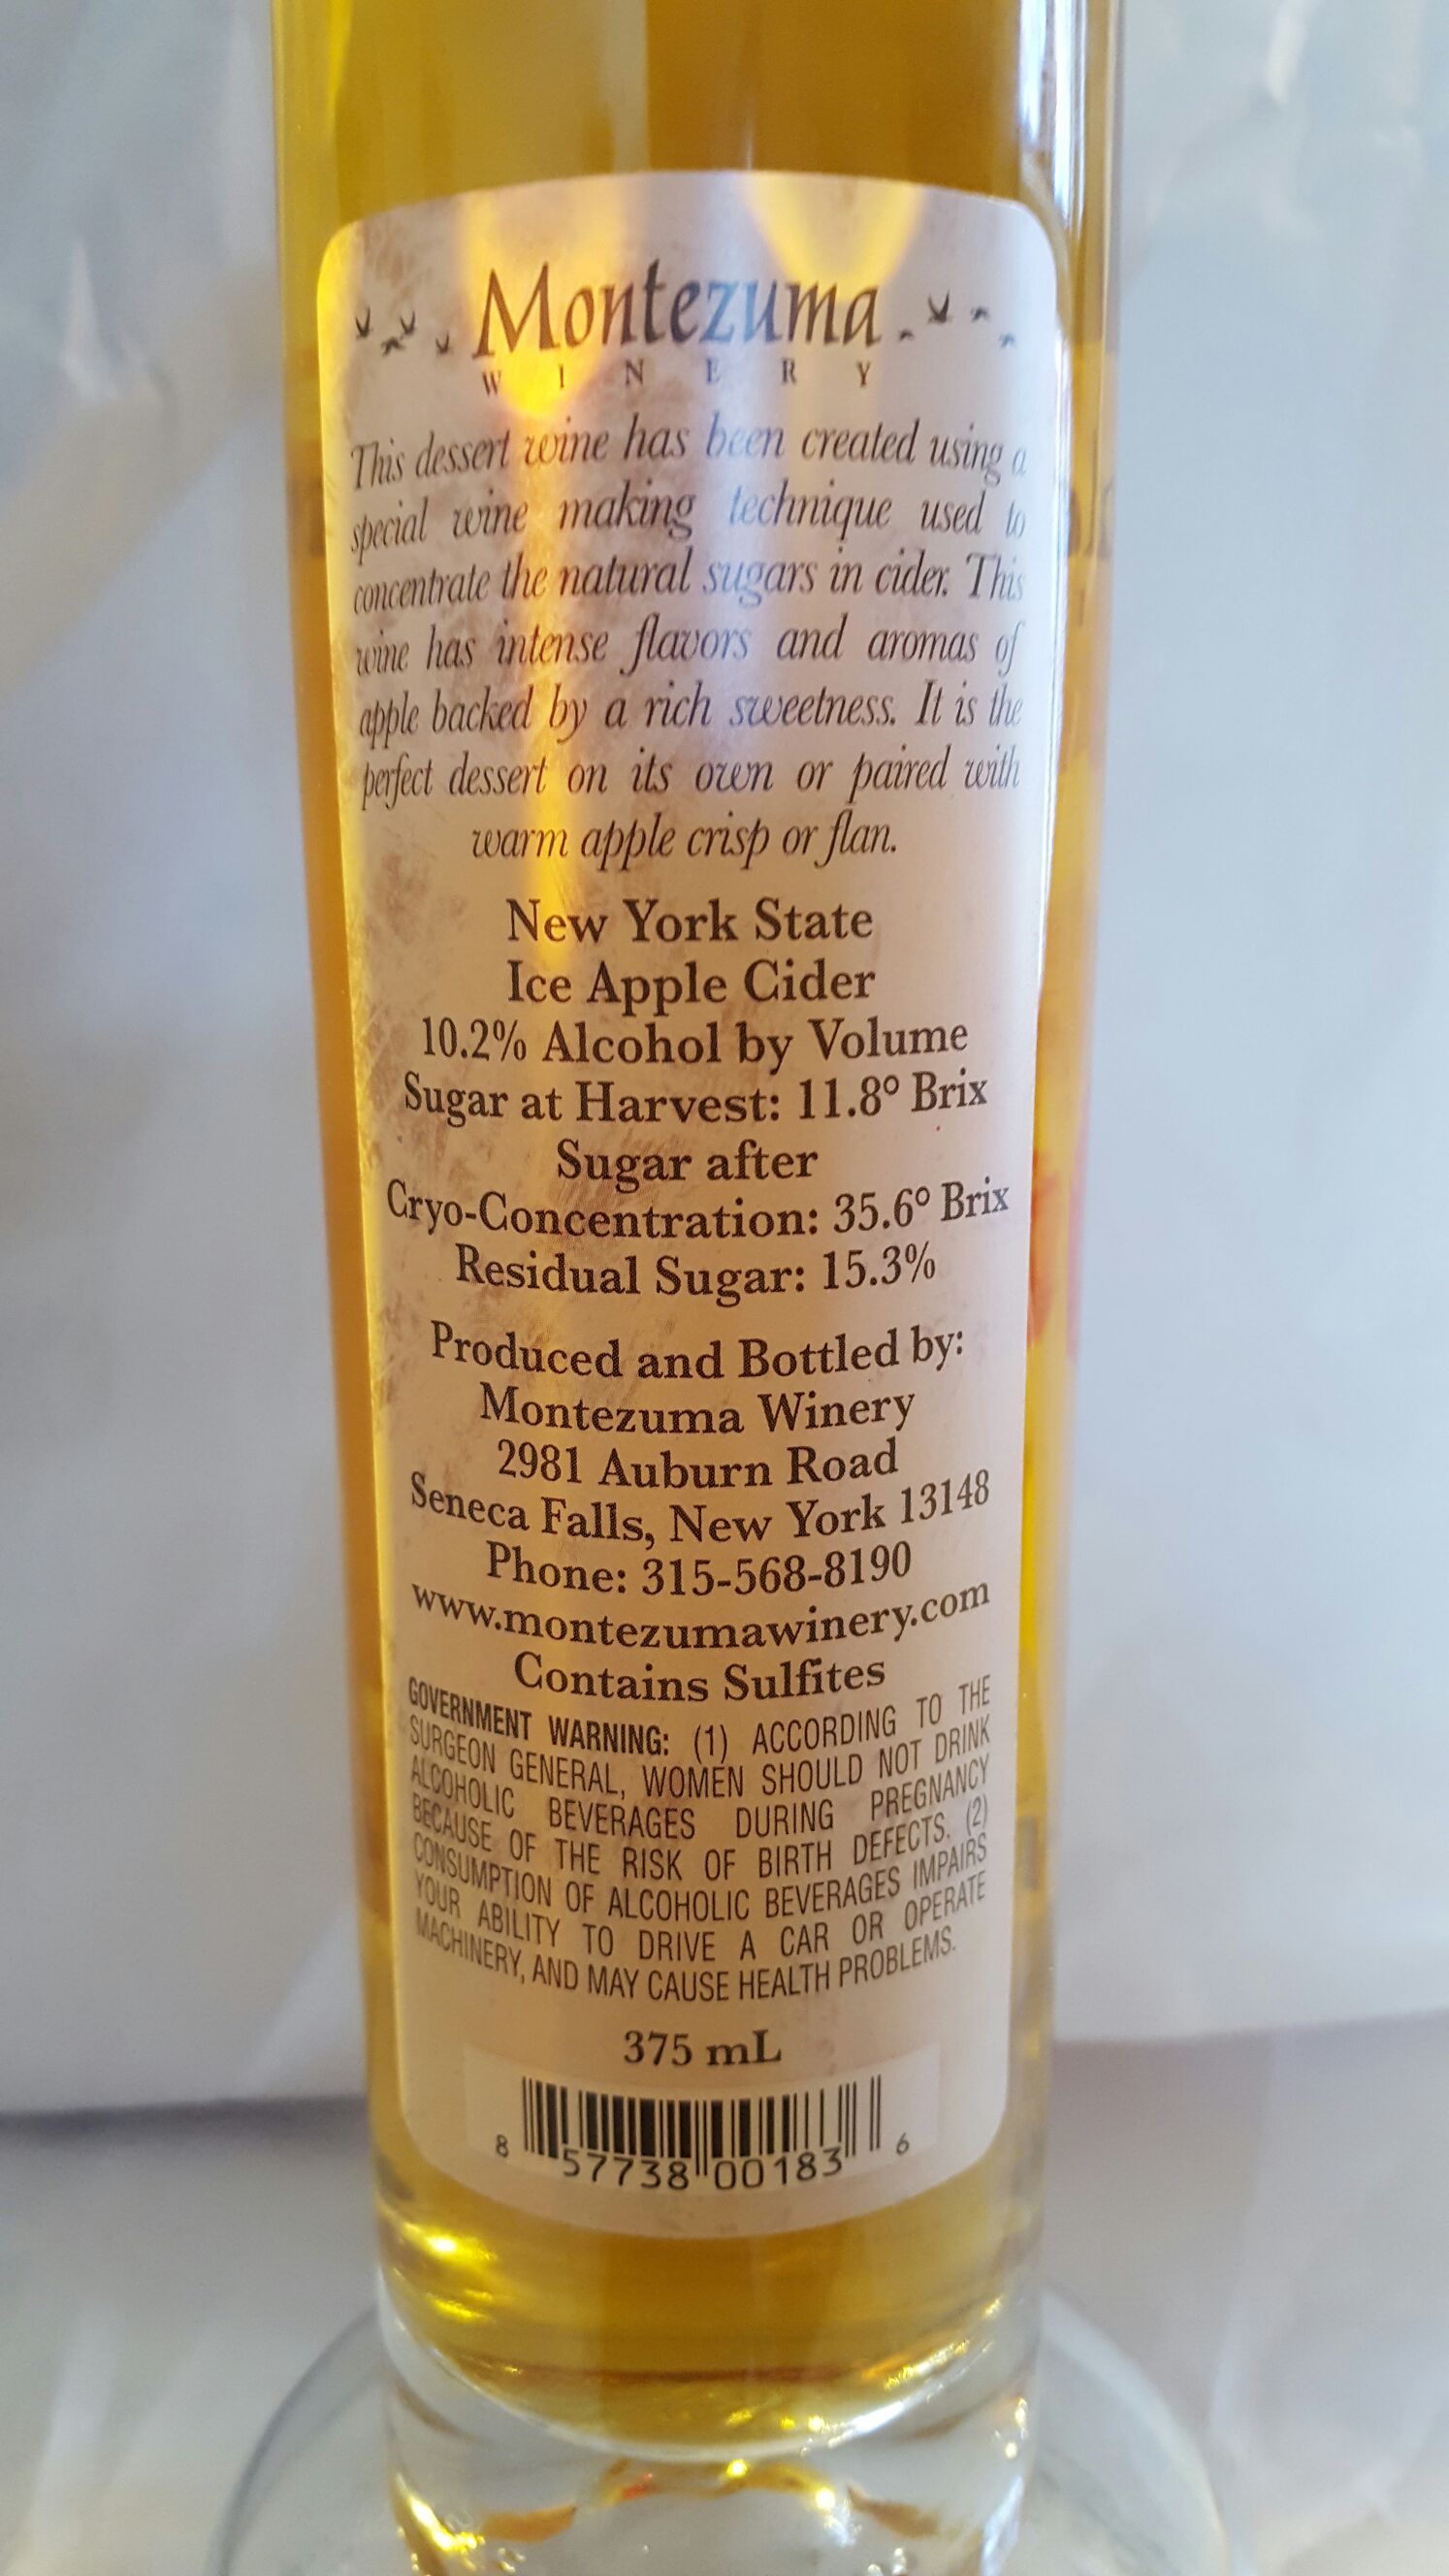 Montezuma
WINERY
This dessert wine has been created using a
special wine making technique used to
concentrate the natural sugars in cider. This
wine has intense flavors and aromas of
apple backed by a rich sweetness. It is the
perfect dessert on its own or paired with
warm apple crisp or flan.
New York State
Ice Apple Cider
10.2% Alcohol by Volume
Sugar at Harvest: 11.8° Brix
Sugar after
Cryo-Concentration: 35.6° Brix
Residual Sugar: 15.3%
Produced and Bottled by:
Montezuma Winery
2981 Auburn Road
Seneca Falls, New York 13148
Phone: 315-568-8190
www.montezumawinery.com
Contains Sulfites
GOVERNMENT WARNING: (1) ACCORDING TO THE
SURGEON GENERAL, WOMEN SHOULD NOT DRINK
ALCOHOLIC BEVERAGES DURING PREGNANCY
BECAUSE OF THE RISK OF BIRTH DEFECTS. (2)
CONSUMPTION OF ALCOHOLIC BEVERAGES IMPAIRS
YOUR ABILITY TO DRIVE A CAR OR OPERATE
MACHINERY, AND MAY CAUSE HEALTH PROBLEMS.
375 mL
8 57738 00183 6